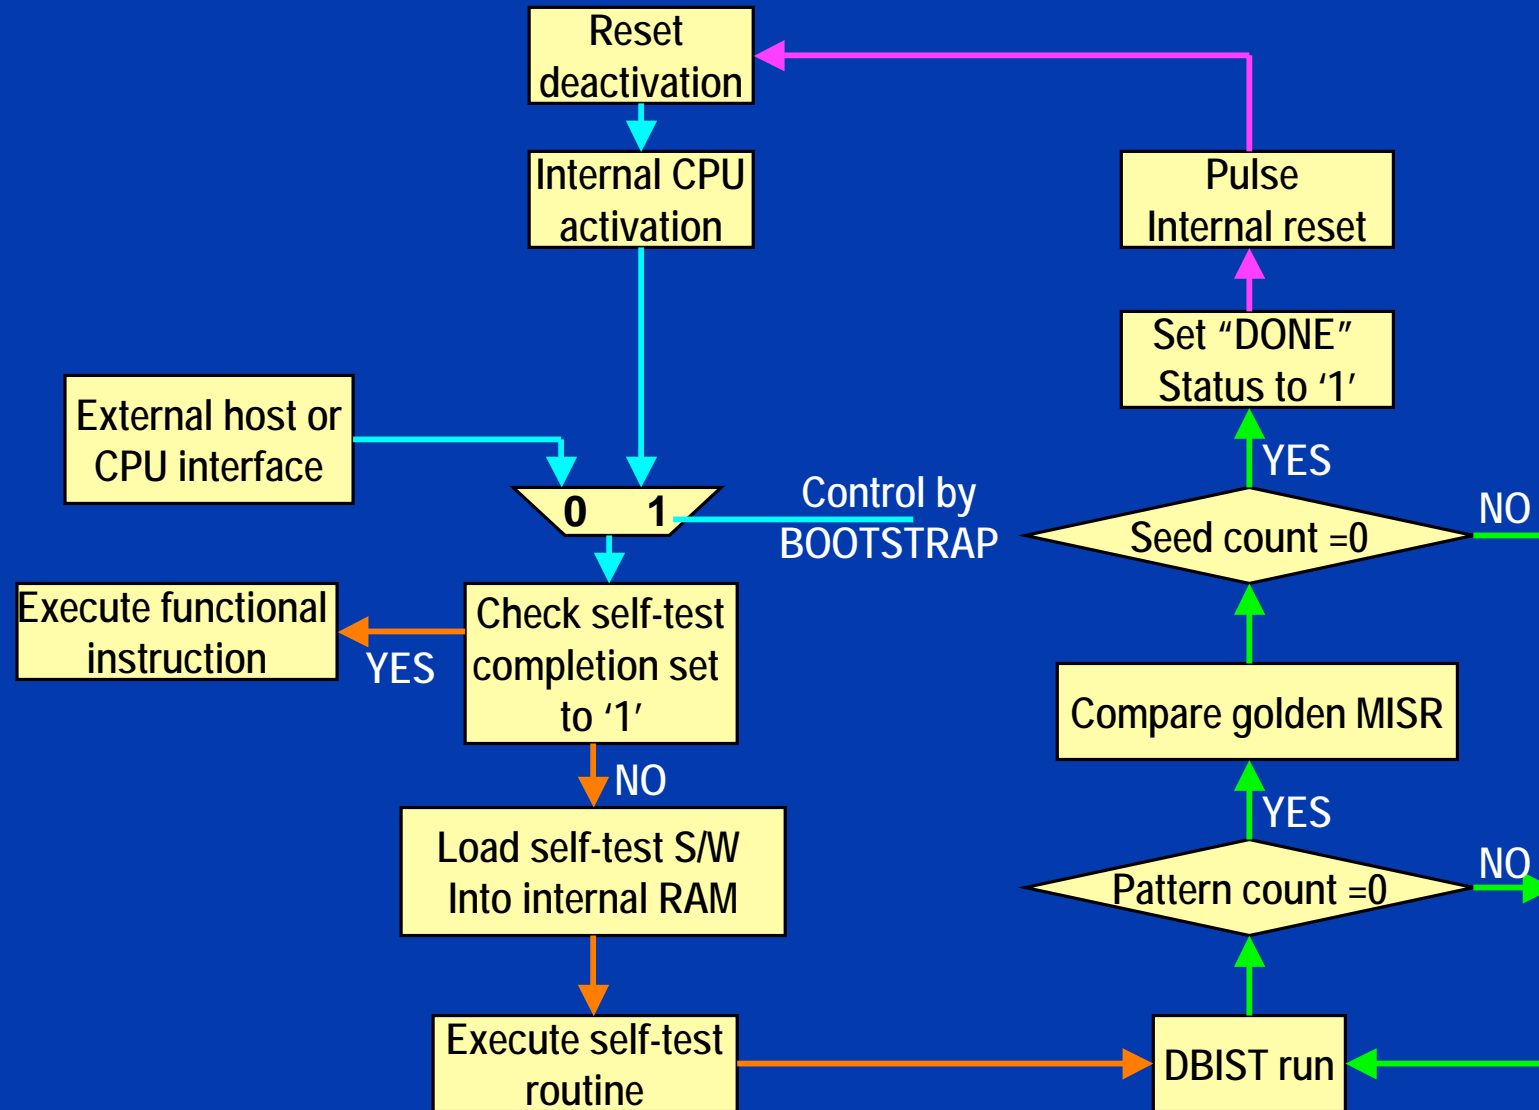 Reset
deactivation
Internal CPU
activation
External host or
CPU interface
0 1
Control by
BOOTSTRAP
Check self-test
completion set
to ‘1’
YES
Execute functional
instruction
NO
Load self-test S/W
Into internal RAM
Execute self-test
routine
Pulse
Internal reset
Set “DONE”
Status to ‘1’
YES
Seed count =0
NO
Compare golden MISR
YES
Pattern count =0
NO
DBIST run